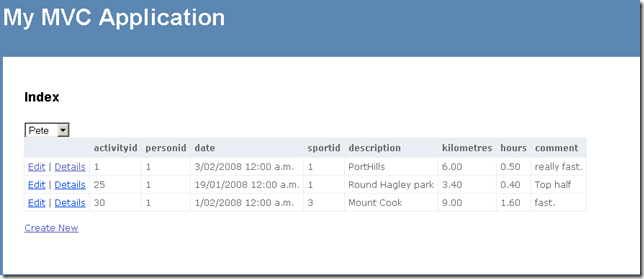 My MVC Application
Index
Pete
activityid personid date sportid description kilometres hours comment
Edit | Details 1 1 3/02/2008 12:00 a.m. 1 PortHills 6.00 0.50 really fast.
Edit | Details 25 1 19/01/2008 12:00 a.m. 1 Round Hagley park 3.40 0.40 Top half
Edit | Details 30 1 1/02/2008 12:00 a.m. 3 Mount Cook 9.00 1.60 fast.
Create New